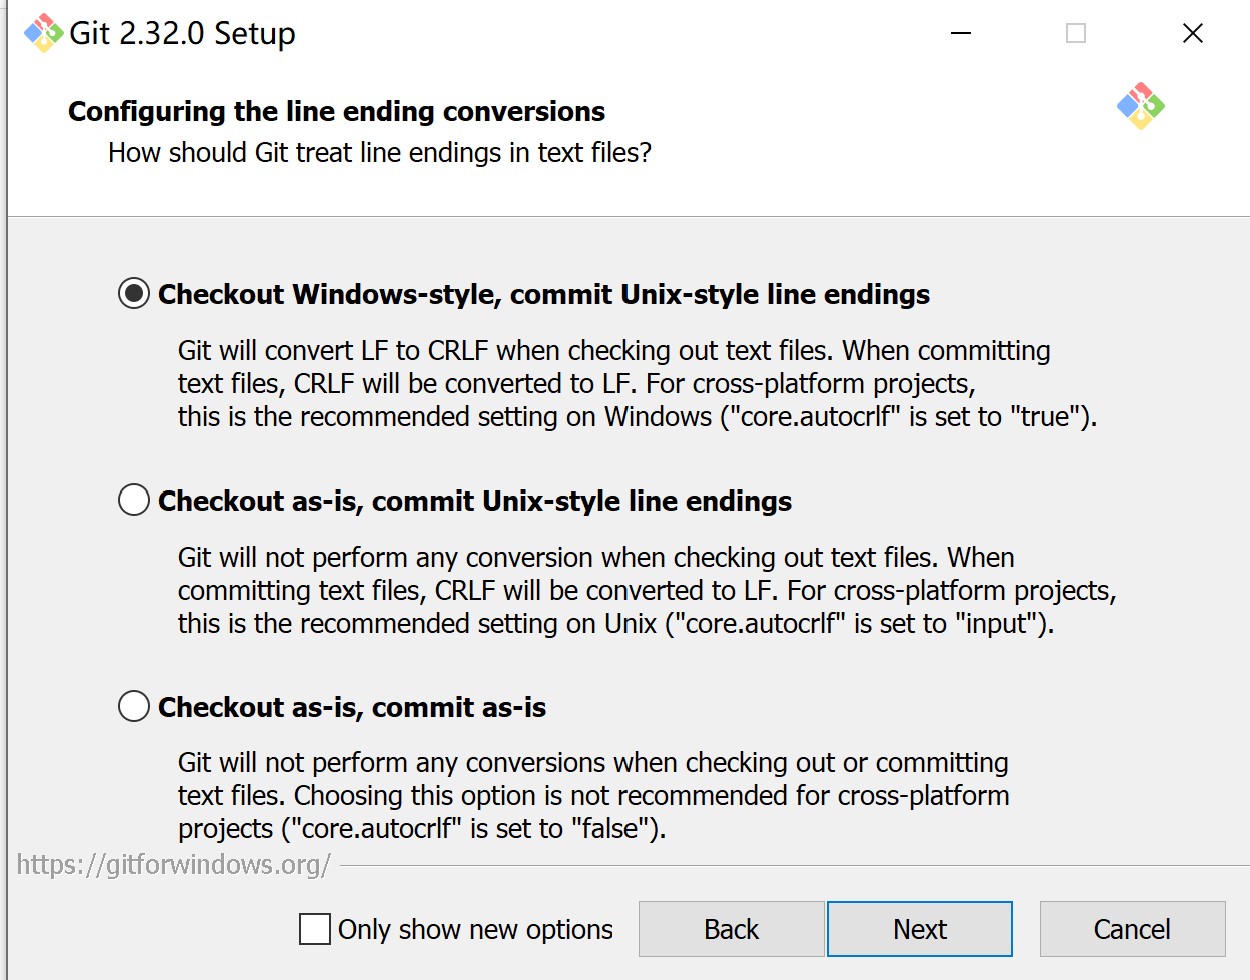 Git 2.32.0 Setup
Configuring the line ending conversions
How should Git treat line endings in text files?
Checkout Windows-style, commit Unix-style line endings
Git will convert LF to CRLF when checking out text files. When committing
text files, CRLF will be converted to LF. For cross-platform projects,
this is the recommended setting on Windows ("core.autocrlf" is set to "true").
Checkout as-is, commit Unix-style line endings
Git will not perform any conversion when checking out text files. When
committing text files, CRLF will be converted to LF. For cross-platform projects,
this is the recommended setting on Unix ("core.autocrlf" is set to "input").
Checkout as-is, commit as-is
Git will not perform any conversions when checking out or committing
text files. Choosing this option is not recommended for cross-platform
projects ("core.autocrlf" is set to "false").
https://gitforwindows.org/
Only show new options
Back
Next
Cancel